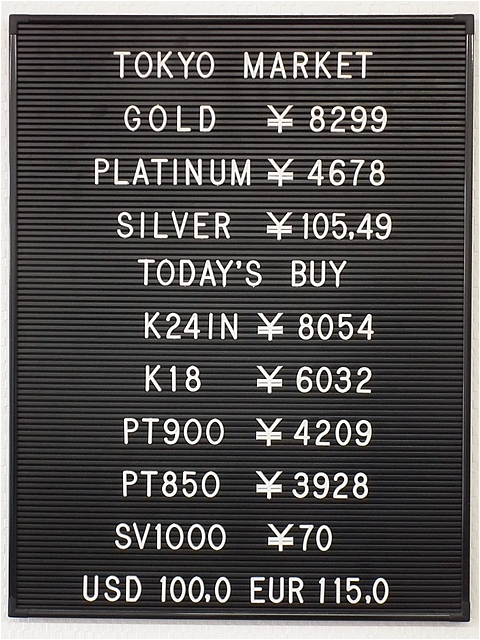 TOKYO MARKET
GOLD ¥ 8299
PLATINUM ¥ 4678
SILVER ¥105.49
TODAY'S BUY
K24IN ¥ 8054
K18 ¥ 6032
PT900 ¥ 4209
PT850 ¥ 3928
SV1000 ¥70
USD 100.0 EUR 115.0